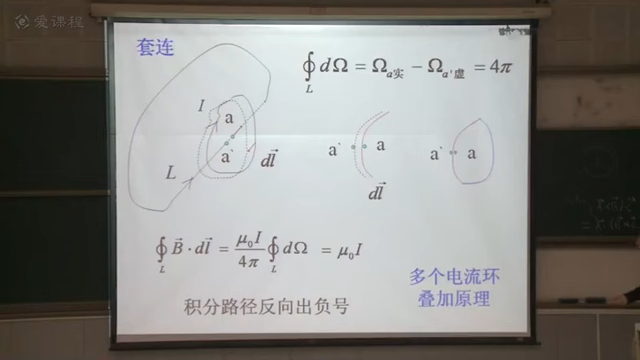 爱课程
套连
∮_L dΩ = Ω_a实 − Ω_a'虚 = 4π
I
a
a`
L
dl⃗
a` a
dl⃗
a` a
∮_L B⃗ · dl⃗ = μ₀I/4π ∮_L dΩ = μ₀I
积分路径反向出负号
多个电流环
叠加原理